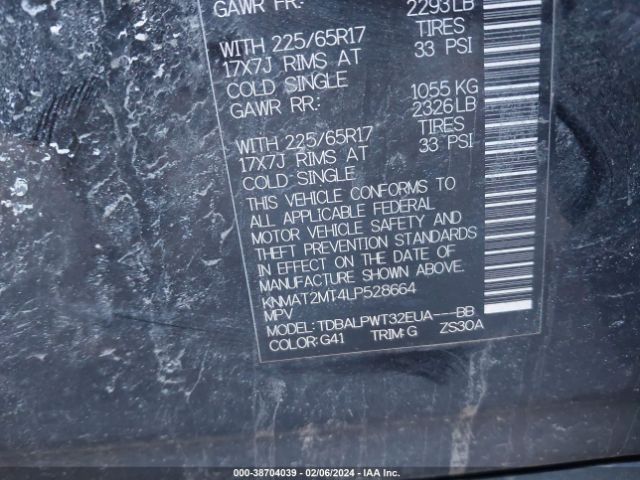 GAWR FR: 2293LB
WITH 225/65R17 TIRES
17X7J RIMS AT 33 PSI
COLD SINGLE
GAWR RR: 1055 KG
2326LB
WITH 225/65R17 TIRES
17X7J RIMS AT 33 PSI
COLD SINGLE
THIS VEHICLE CONFORMS TO
ALL APPLICABLE FEDERAL
MOTOR VEHICLE SAFETY AND
THEFT PREVENTION STANDARDS
IN EFFECT ON THE DATE OF
MANUFACTURE SHOWN ABOVE.
KNMAT2MT4LP528664
MPV
MODEL: TDBALPWT32EUA---BB
COLOR:G41 TRIM:G ZS30A
000-38704039 - 02/06/2024 - IAA Inc.